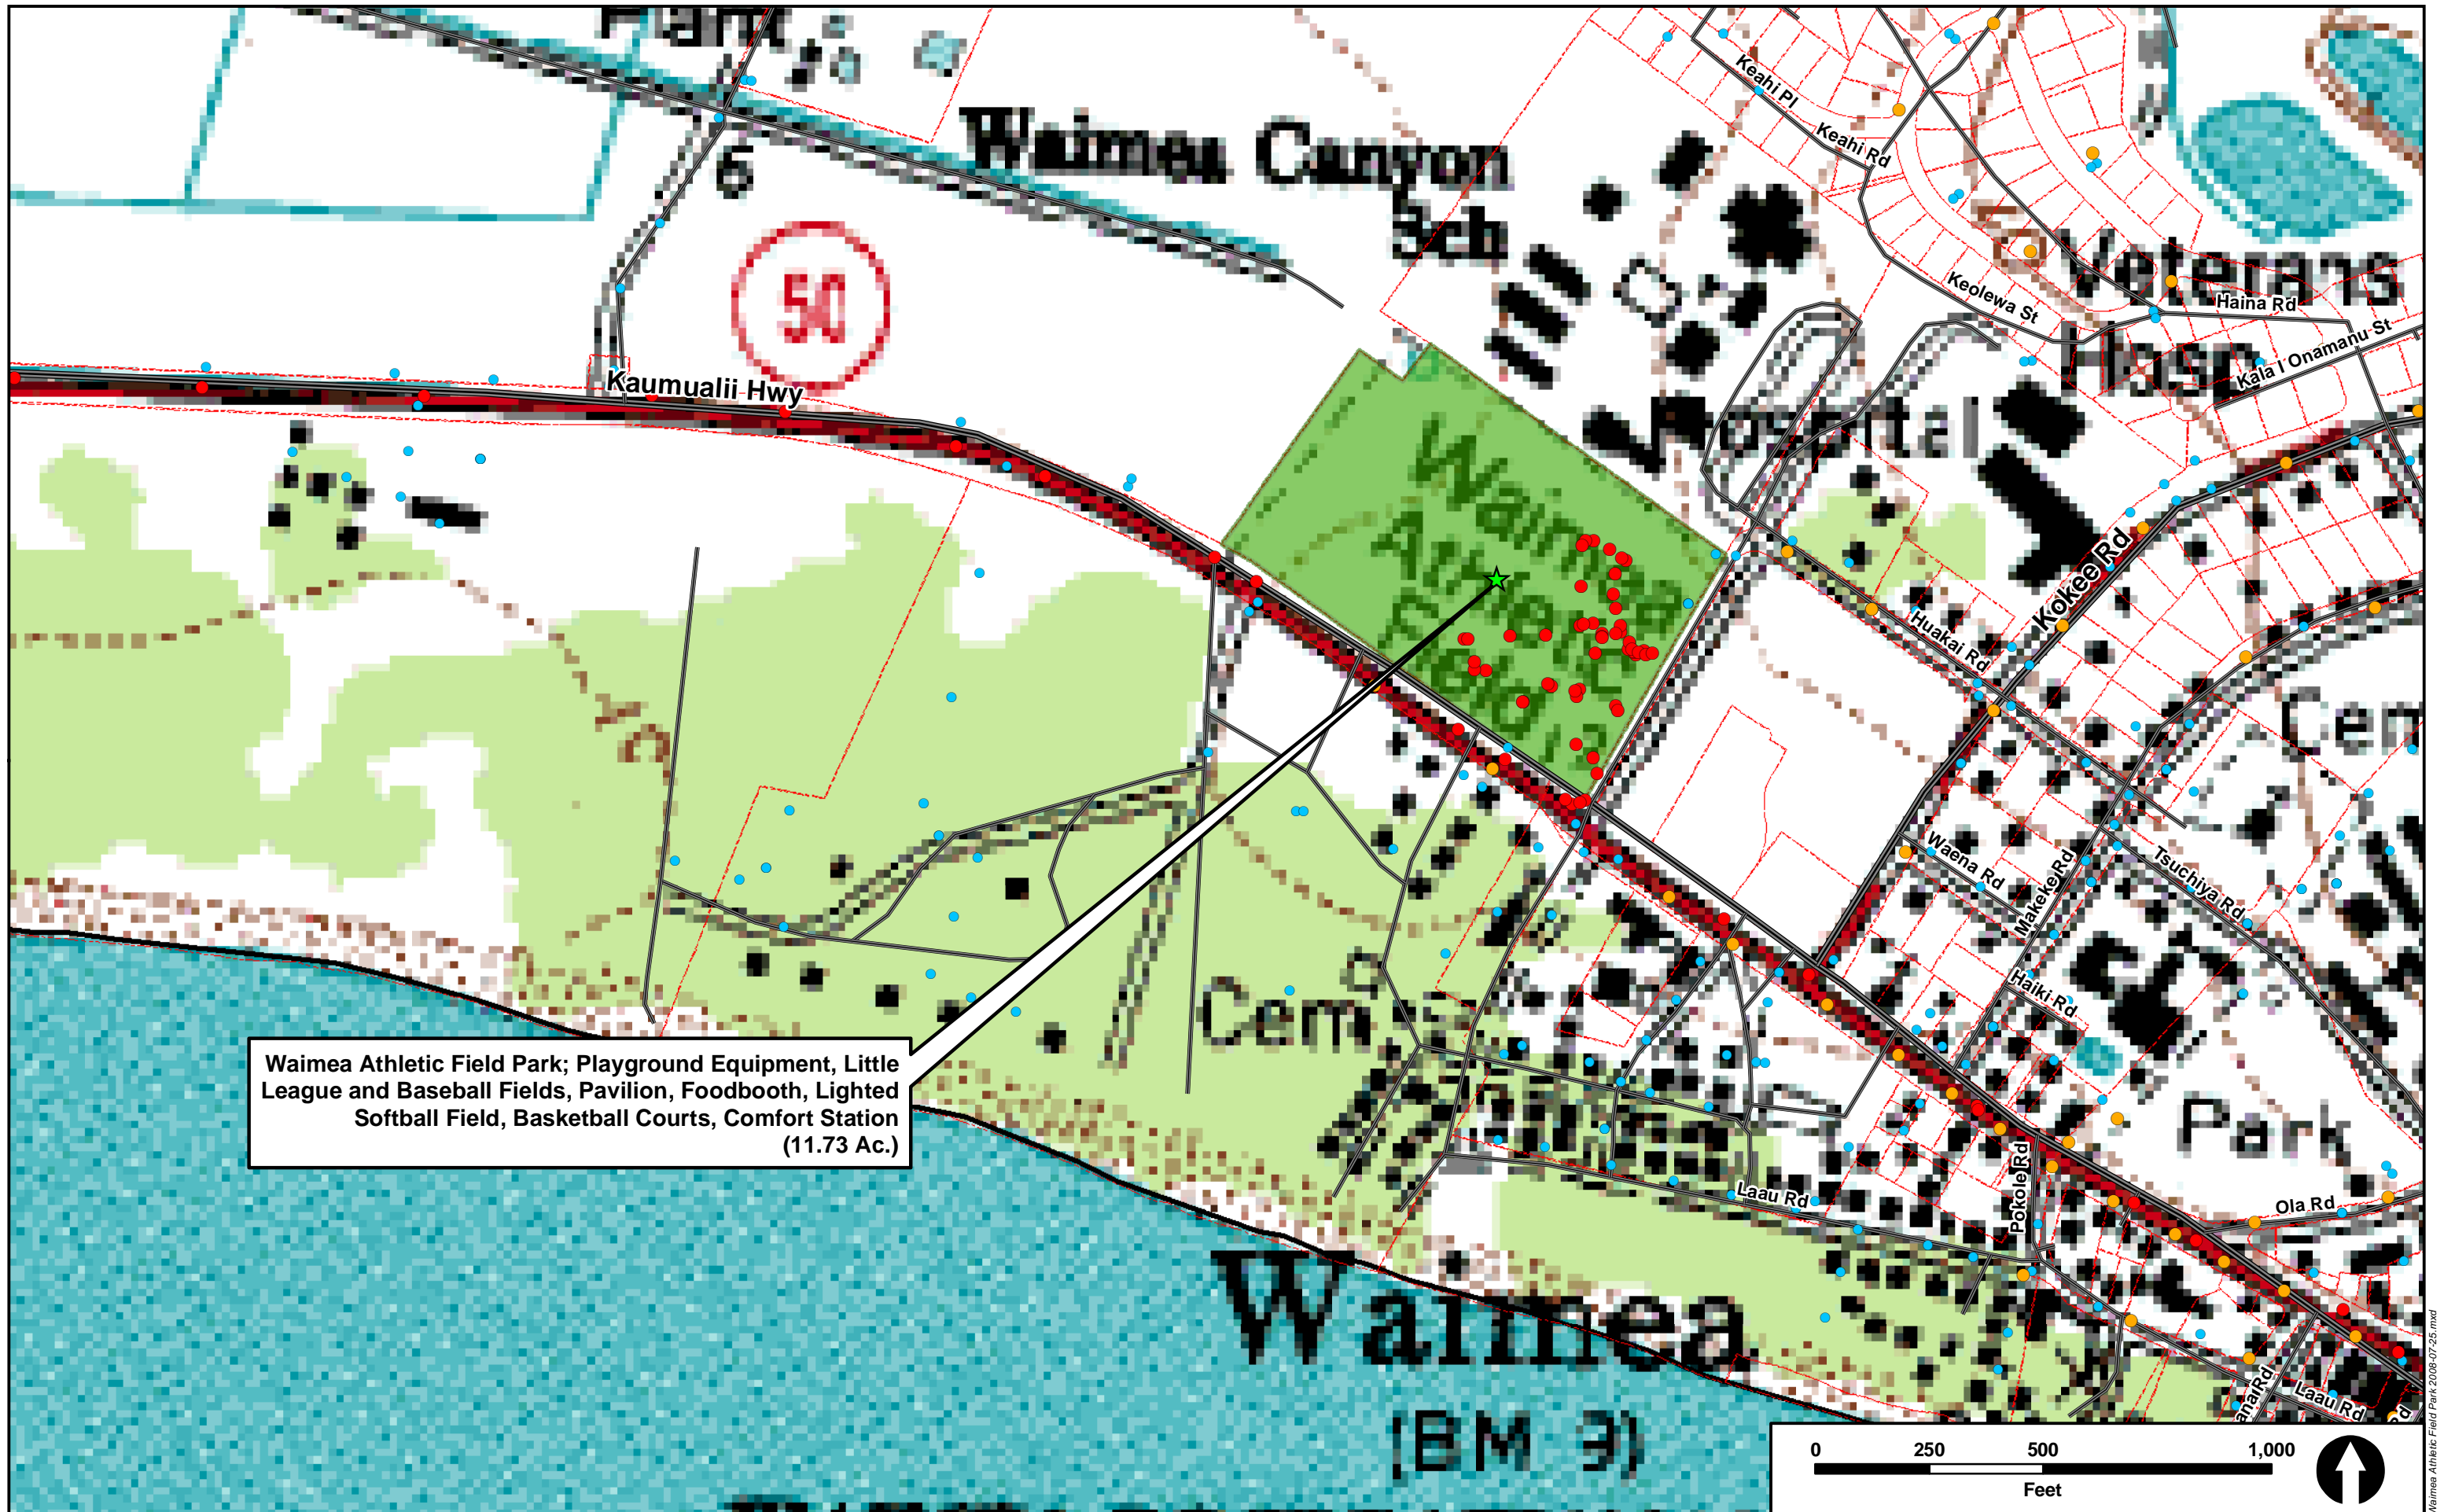 Plant
Waimea Canyon
Sch
6
50
Keahi Pl
Keahi Rd
Keolewa St
Veterans
Haina Rd
Hosp
Kala I Onamanu St
Hospital
Kaumualii Hwy
Waimea
Athletic
Field
Kokee Rd
Huakai Rd
Cem
Waena Rd
Makeke Rd
Tsuchiya Rd
Haiki Rd
Cem
Park
Pokole Rd
Ola Rd
Laau Rd
Waimea Athletic Field Park; Playground Equipment, Little
League and Baseball Fields, Pavilion, Foodbooth, Lighted
Softball Field, Basketball Courts, Comfort Station
(11.73 Ac.)
Waimea
(BM 9)
Laau Rd
0 250 500 1,000
Feet
Waimea Athletic Field Park 2008-07-25.mxd